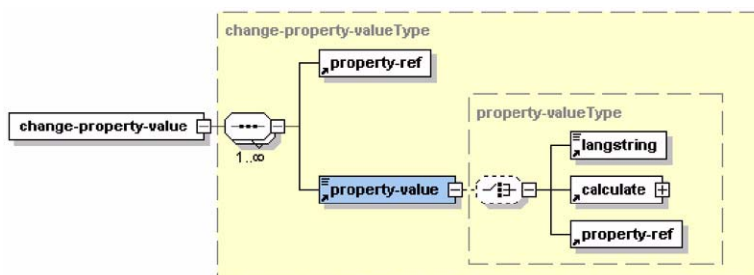 change-property-valueType
property-ref
change-property-value
1..∞
property-valueType
langstring
property-value
calculate
property-ref